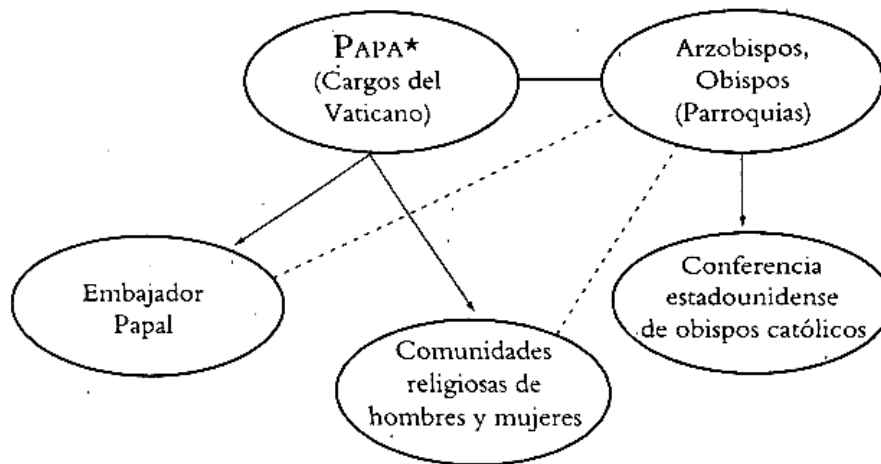 PAPA★
(Cargos del
Vaticano)
Arzobispos,
Obispos
(Parroquias)
Embajador
Papal
Comunidades
religiosas de
hombres y mujeres
Conferencia
estadounidense
de obispos católicos